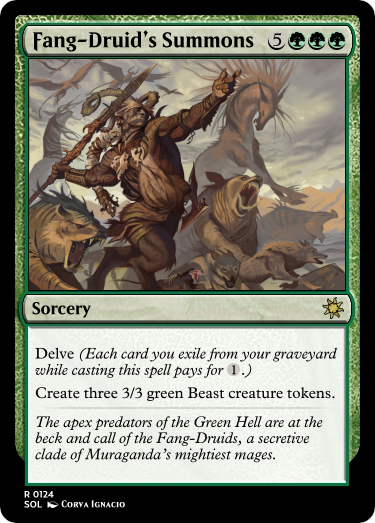 Fang-Druid's Summons 5
Sorcery
Delve (Each card you exile from your graveyard
while casting this spell pays for 1.)
Create three 3/3 green Beast creature tokens.
The apex predators of the Green Hell are at the
beck and call of the Fang-Druids, a secretive
clade of Muraganda's mightiest mages.
R 0124
SOL Corva Ignacio